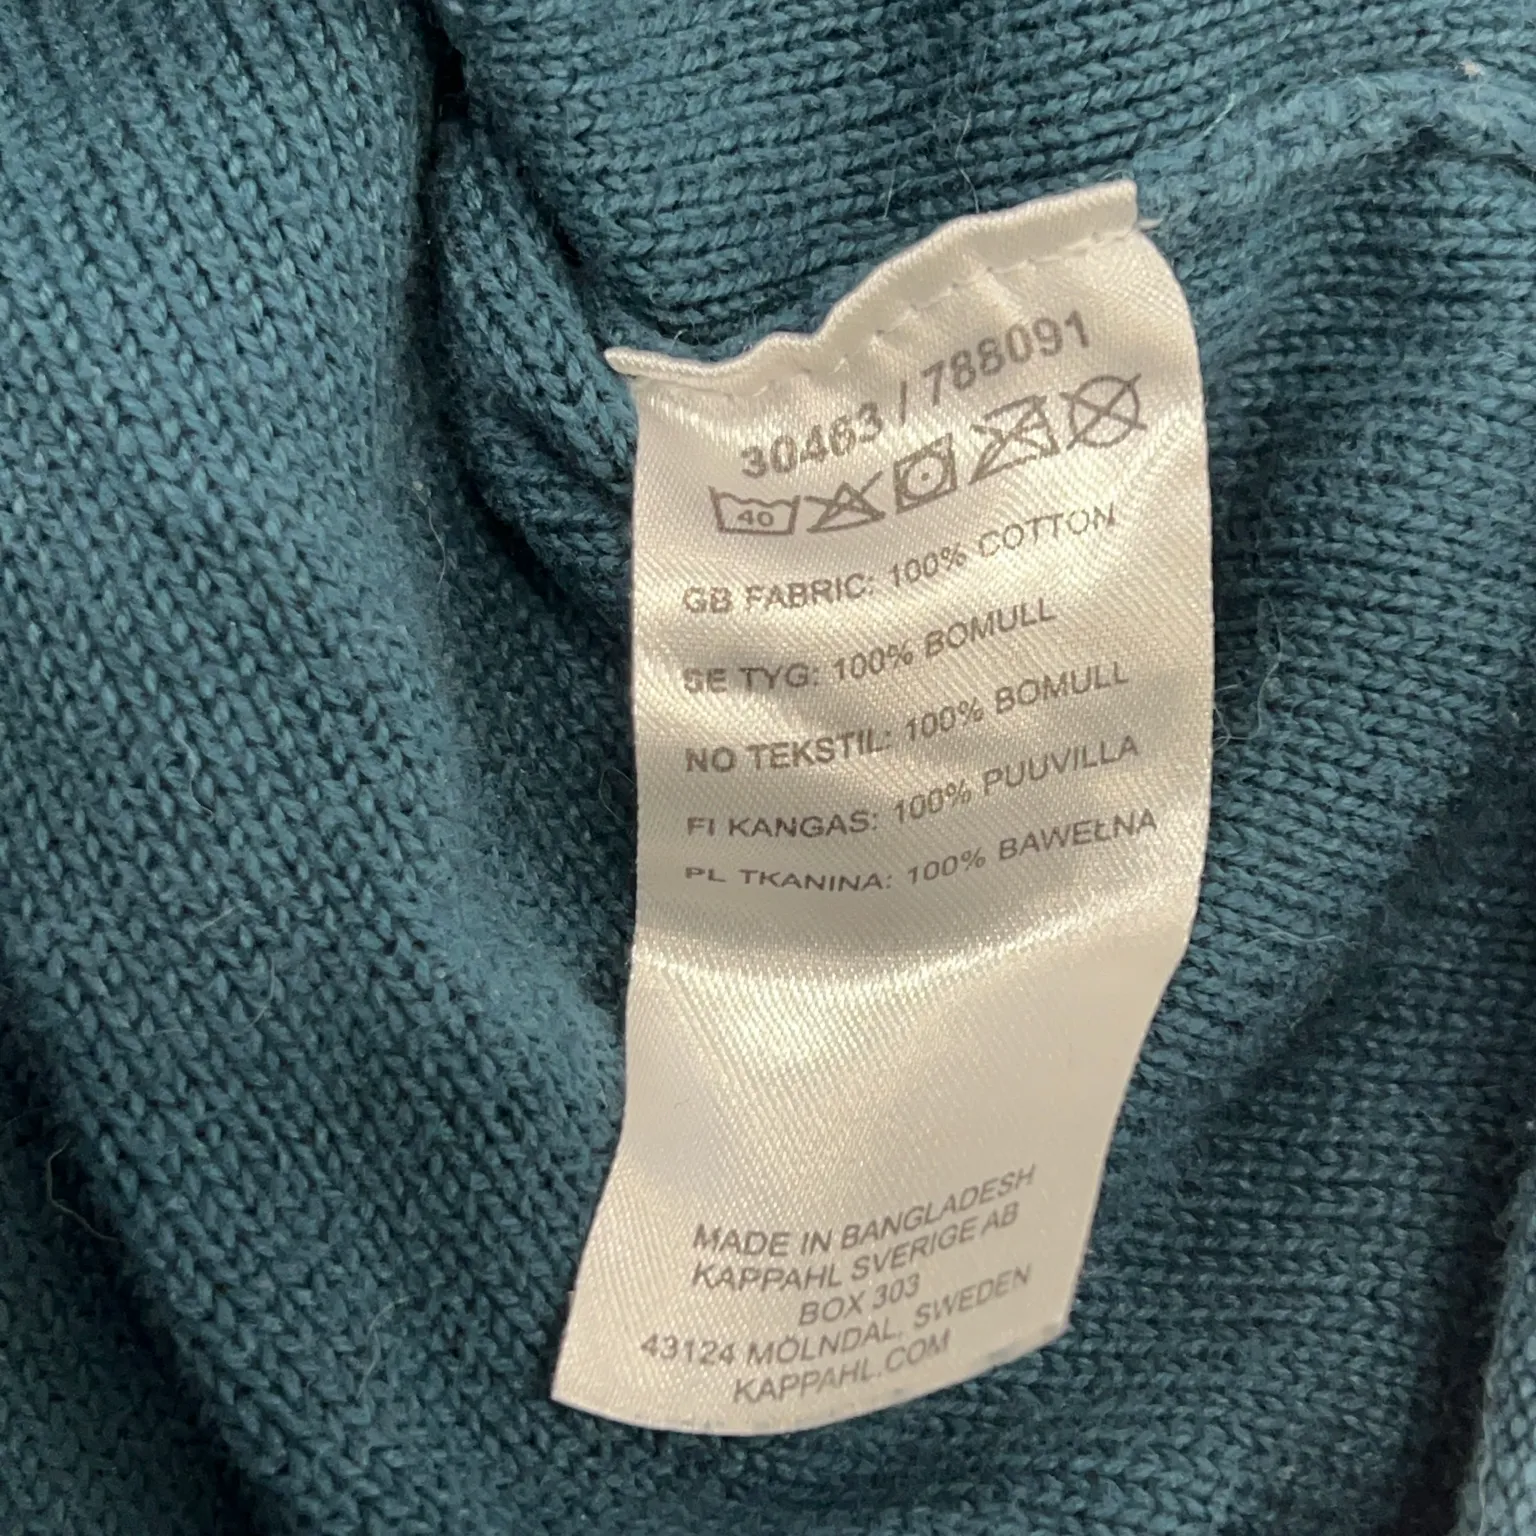 30463 / 788091
40
GB FABRIC: 100% COTTON
SE TYG: 100% BOMULL
NO TEKSTIL: 100% BOMULL
FI KANGAS: 100% PUUVILLA
PL TKANINA: 100% BAWEŁNA
MADE IN BANGLADESH
KAPPAHL SVERIGE AB
BOX 303
43124 MÖLNDAL, SWEDEN
KAPPAHL.COM